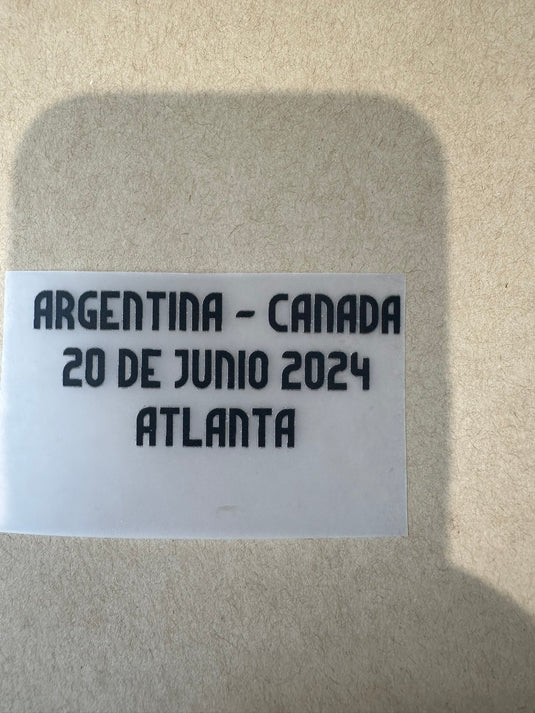 ARGENTINA - CANADA
20 DE JUNIO 2024
ATLANTA